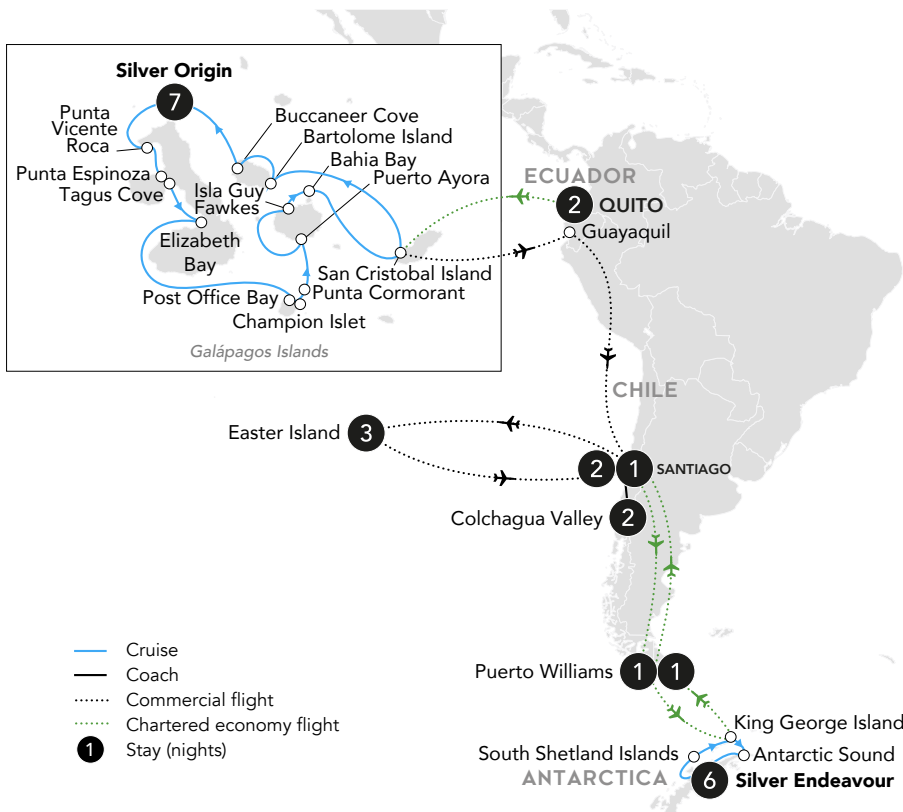 Silver Origin
7
Punta
Vicente
Roca
Buccaneer Cove
Bartolome Island
Bahia Bay
Puerto Ayora
Punta Espinoza
Tagus Cove
Isla Guy
Fawkes
Elizabeth
Bay
San Cristobal Island
Punta Cormorant
Post Office Bay
Champion Islet
Galápagos Islands
ECUADOR
2
QUITO
Guayaquil
CHILE
Easter Island
3
2
1
SANTIAGO
Colchagua Valley
2
Cruise
Coach
Commercial flight
Chartered economy flight
1
Stay (nights)
Puerto Williams
1
1
King George Island
South Shetland Islands
Antarctic Sound
ANTARCTICA
6
Silver Endeavour